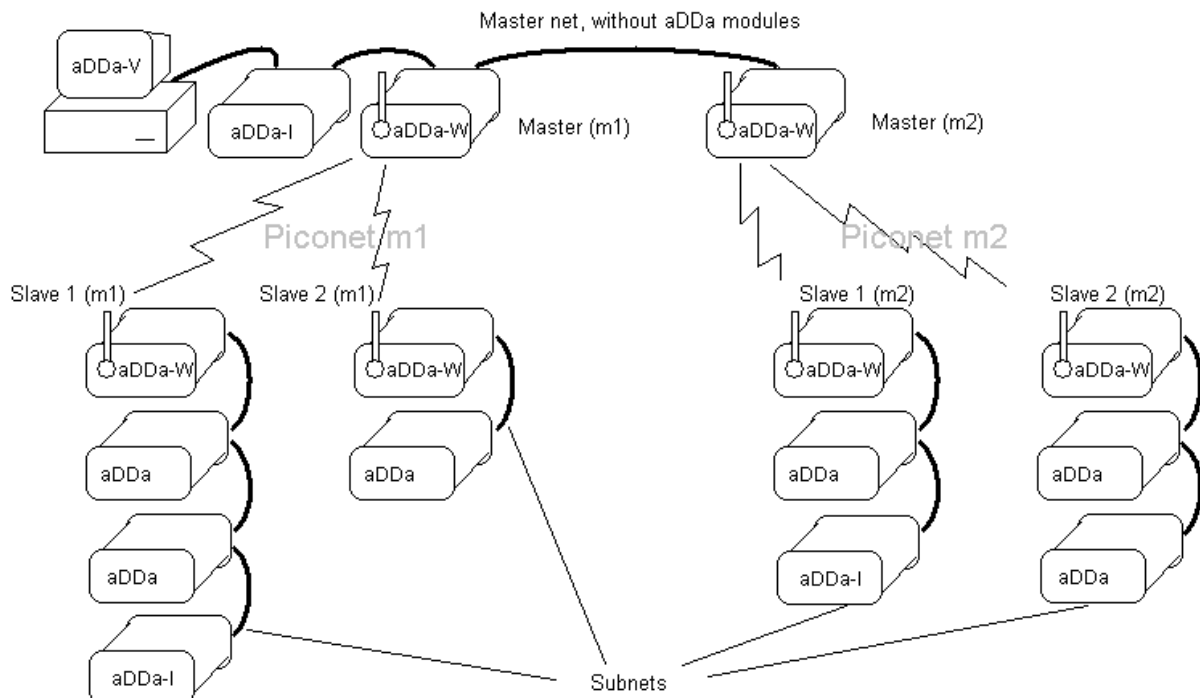 Master net, without aDDa modules
aDDa-V
aDDa-I
aDDa-W
Master (m1)
aDDa-W
Master (m2)
Piconet m1
Piconet m2
Slave 1 (m1)
Slave 2 (m1)
Slave 1 (m2)
Slave 2 (m2)
aDDa-W
aDDa-W
aDDa-W
aDDa-W
aDDa
aDDa
aDDa
aDDa
aDDa
aDDa-I
aDDa
aDDa-I
Subnets